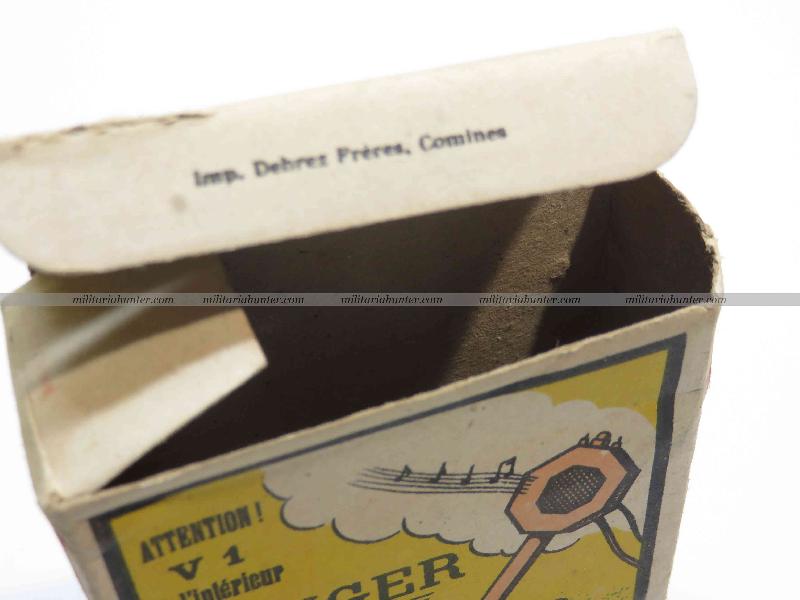 Imp. Debrez Frères, Comines
militariahunter.com militariahunter.com militariahunter.com militariahunter.com militariahunter.com
ATTENTION !
V 1
l'intérieur